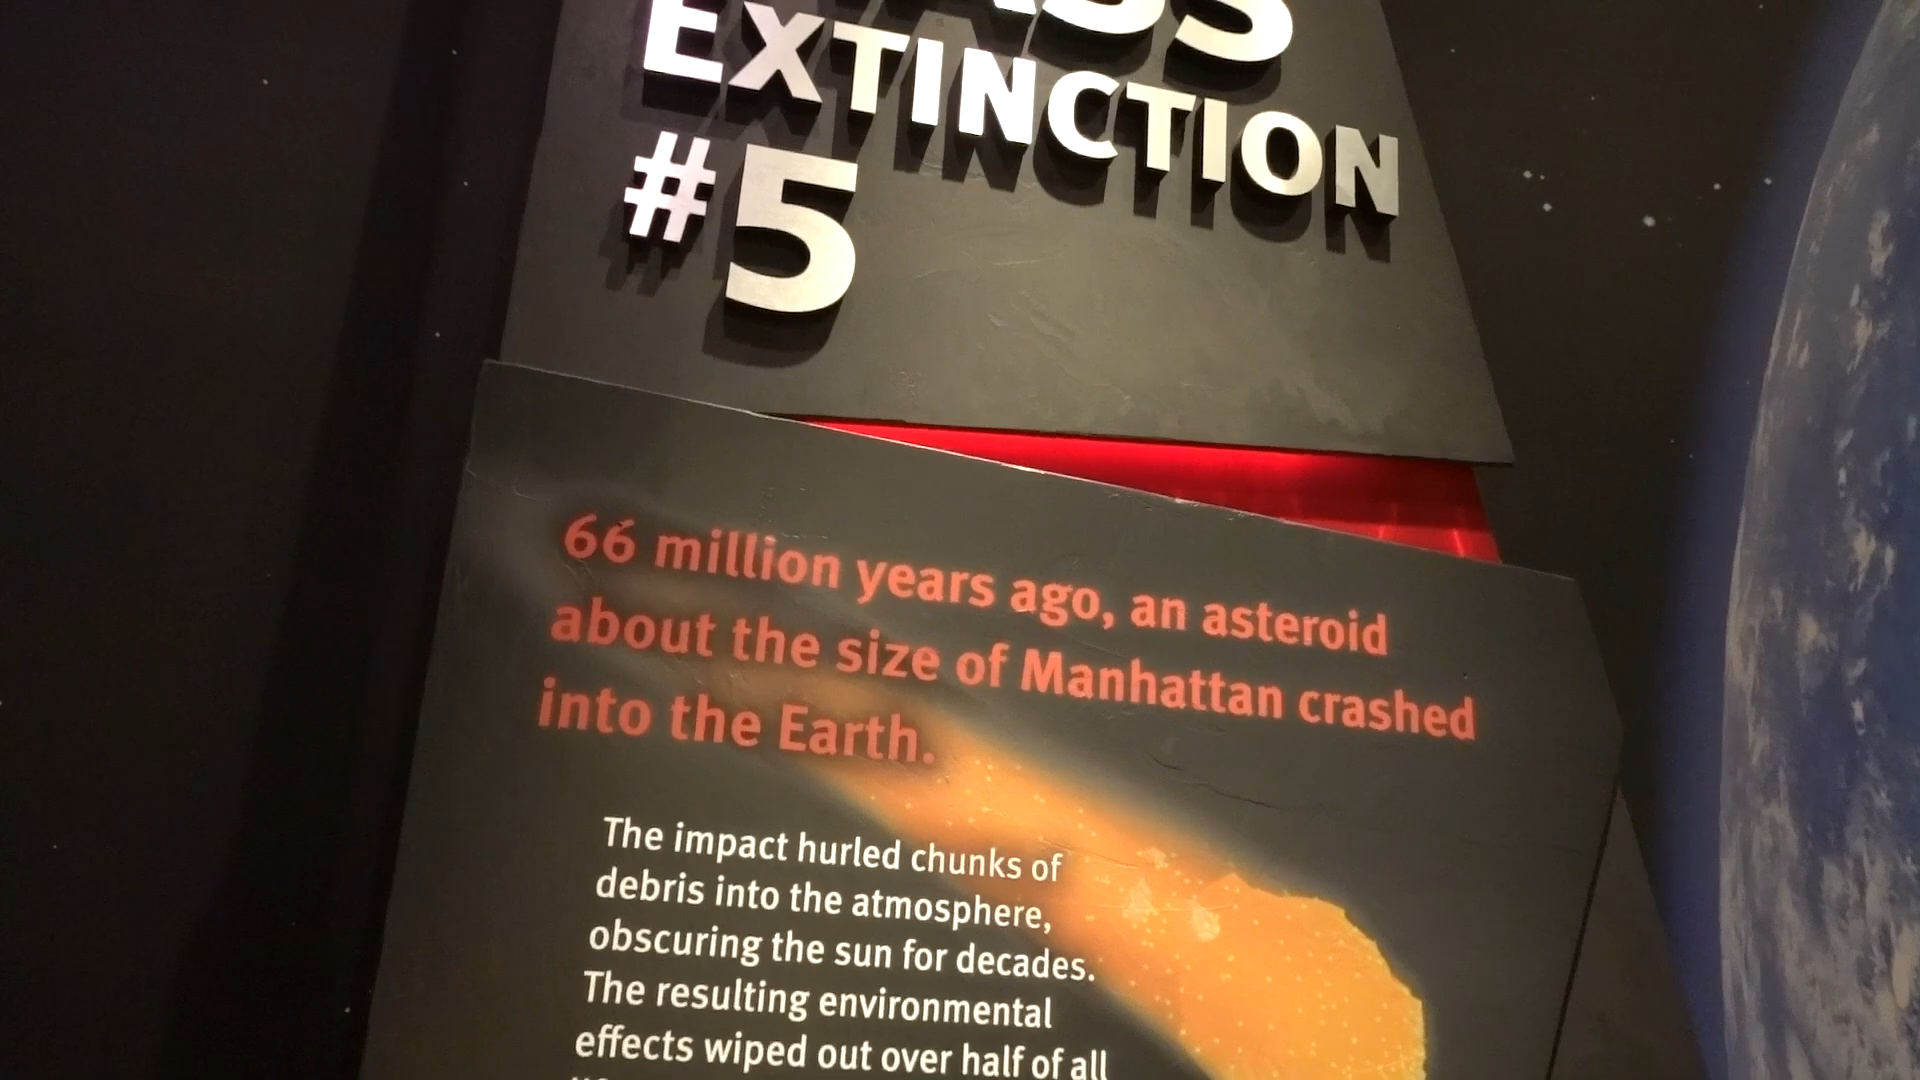 EXTINCTION
#5
66 million years ago, an asteroid
about the size of Manhattan crashed
into the Earth.
The impact hurled chunks of
debris into the atmosphere,
obscuring the sun for decades.
The resulting environmental
effects wiped out over half of all